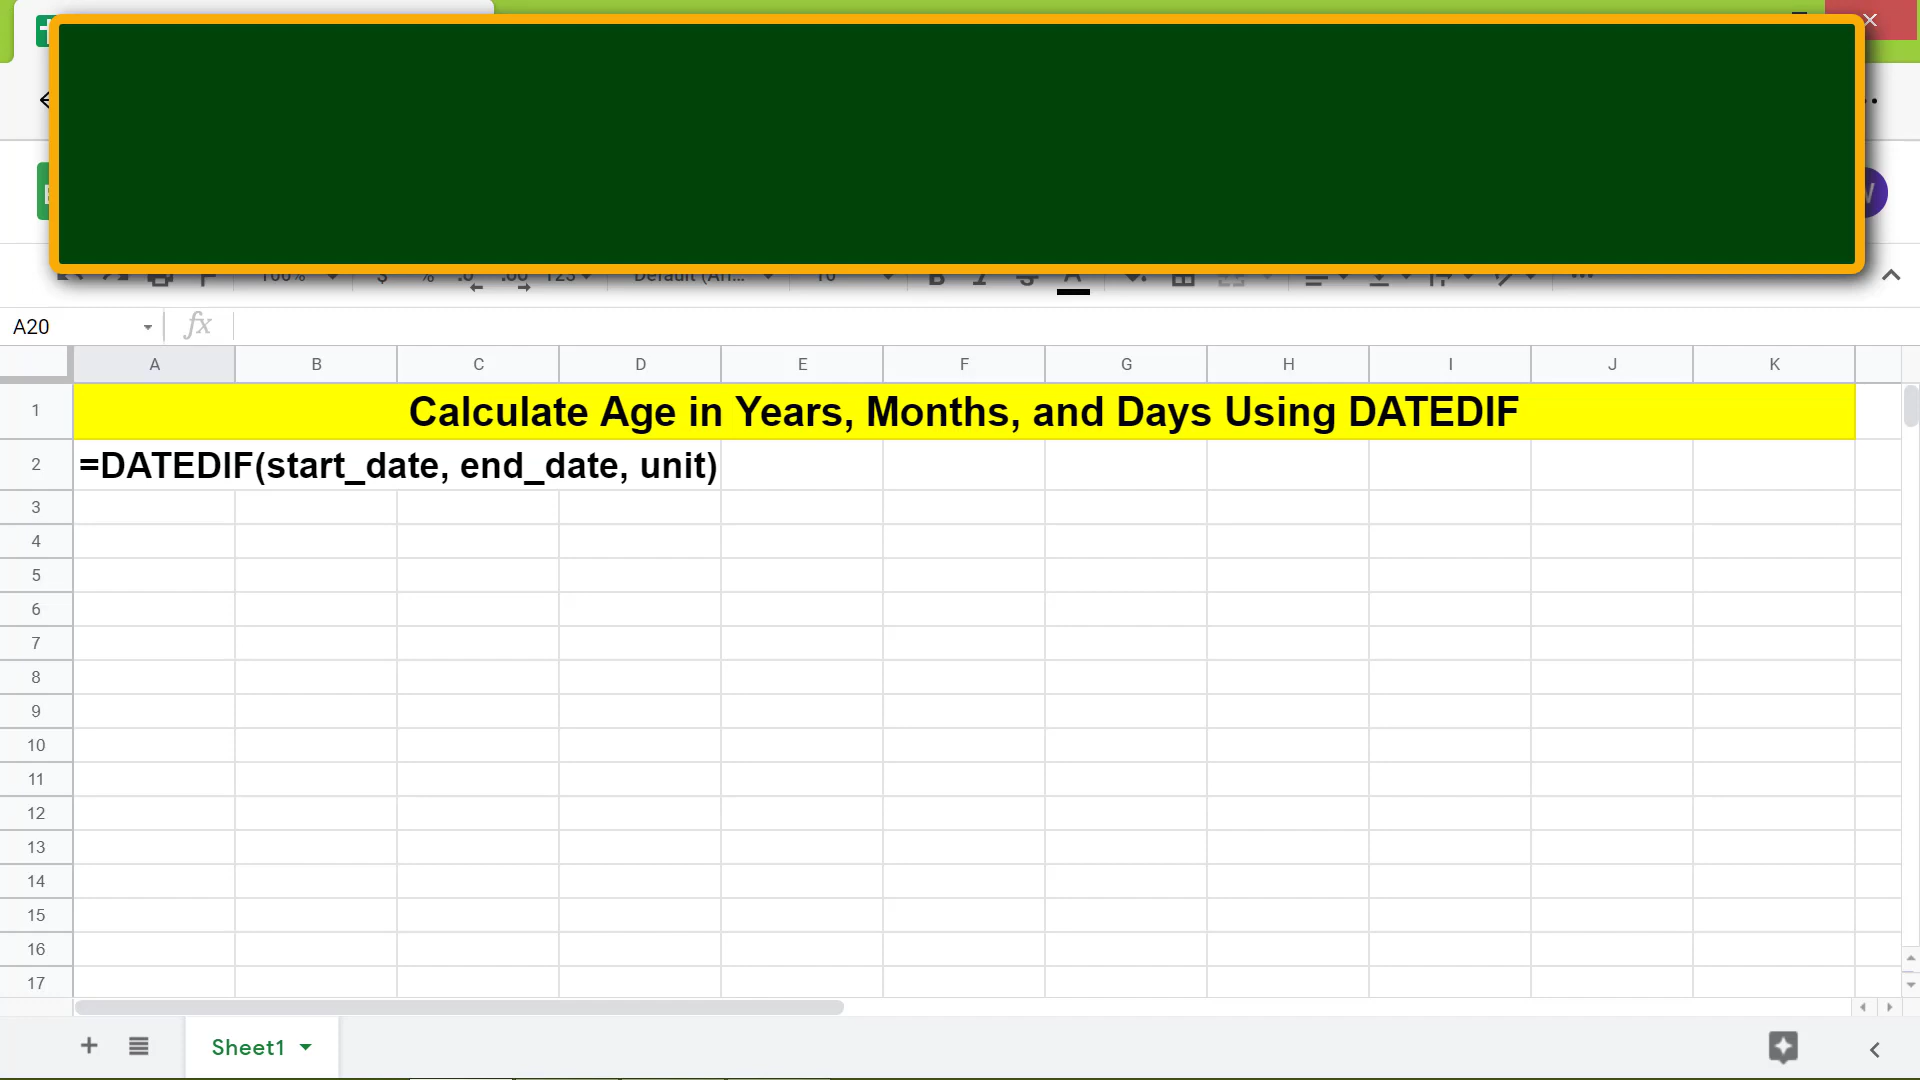 A20
fx
A B C D E F G H I J K
1 Calculate Age in Years, Months, and Days Using DATEDIF
2 =DATEDIF(start_date, end_date, unit)
3
4
5
6
7
8
9
10
11
12
13
14
15
16
17
Sheet1